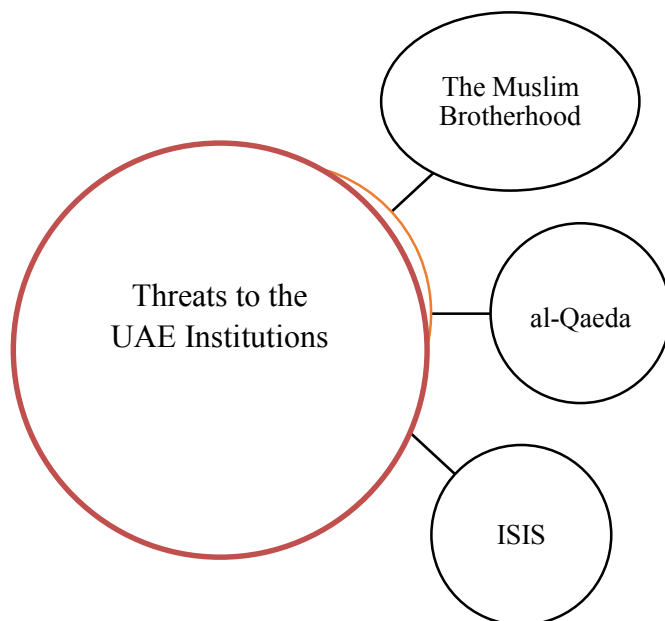 The Muslim
Brotherhood
Threats to the
UAE Institutions
al-Qaeda
ISIS